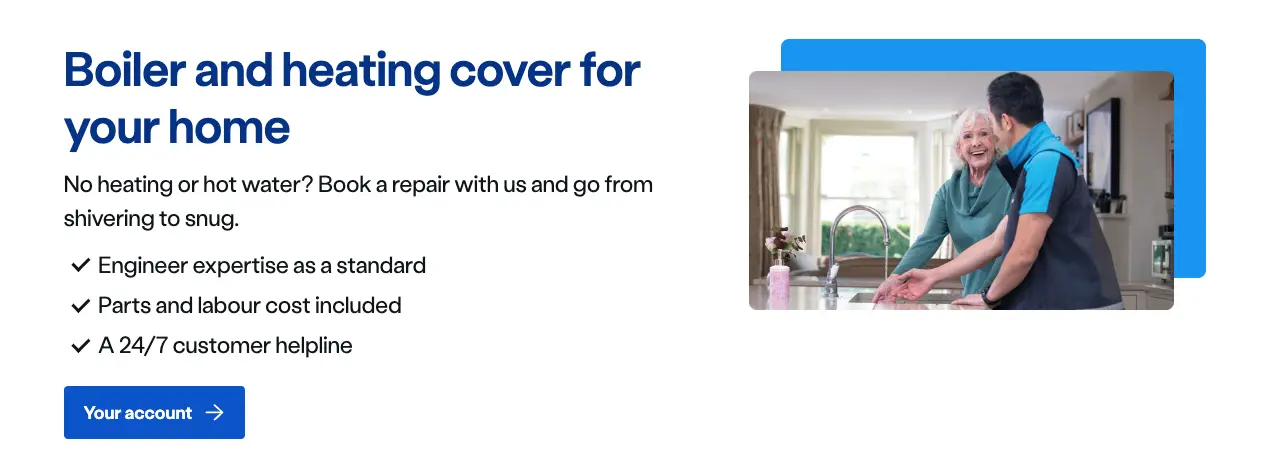 Boiler and heating cover for
your home
No heating or hot water? Book a repair with us and go from
shivering to snug.
Engineer expertise as a standard
Parts and labour cost included
A 24/7 customer helpline
Your account